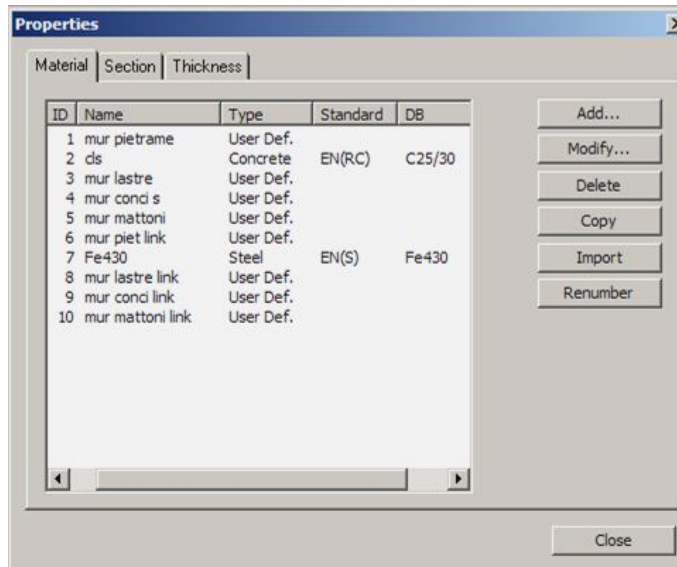 Properties
Material Section Thickness
ID Name Type Standard DB
1 mur pietrame User Def.
2 cls Concrete EN(RC) C25/30
3 mur lastre User Def.
4 mur conci s User Def.
5 mur mattoni User Def.
6 mur piet link User Def.
7 Fe430 Steel EN(S) Fe430
8 mur lastre link User Def.
9 mur conci link User Def.
10 mur mattoni link User Def.
Add...
Modify...
Delete
Copy
Import
Renumber
Close